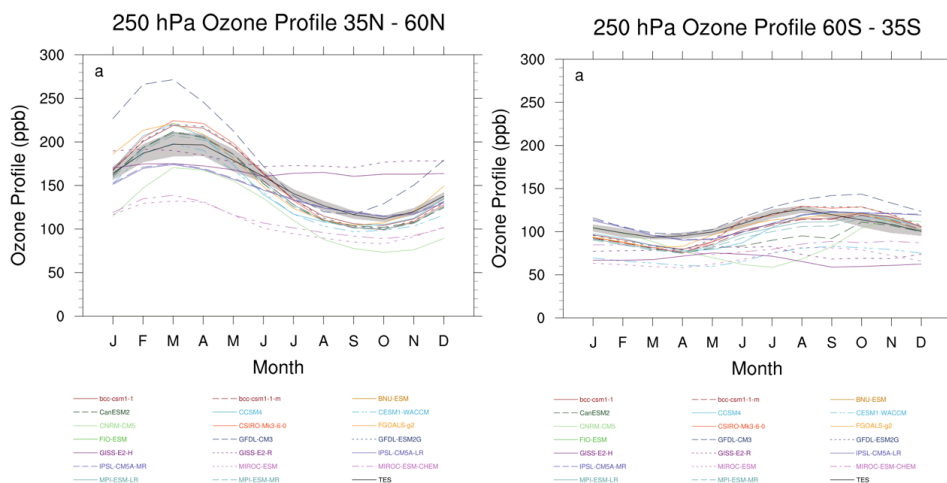 250 hPa Ozone Profile 35N - 60N
a
Ozone Profile (ppb)
300
250
200
150
100
50
0
J F M A M J J A S O N D
Month
bcc-csm1-1 bcc-csm1-1-m BNU-ESM
CanESM2 CCSM4 CESM1-WACCM
CNRM-CM5 CSIRO-Mk3-6-0 FGOALS-g2
FIO-ESM GFDL-CM3 GFDL-ESM2G
GISS-E2-H GISS-E2-R IPSL-CM5A-LR
IPSL-CM5A-MR MIROC-ESM MIROC-ESM-CHEM
MPI-ESM-LR MPI-ESM-MR TES
250 hPa Ozone Profile 60S - 35S
a
Ozone Profile (ppb)
300
250
200
150
100
50
0
J F M A M J J A S O N D
Month
bcc-csm1-1 bcc-csm1-1-m BNU-ESM
CanESM2 CCSM4 CESM1-WACCM
CNRM-CM5 CSIRO-Mk3-6-0 FGOALS-g2
FIO-ESM GFDL-CM3 GFDL-ESM2G
GISS-E2-H GISS-E2-R IPSL-CM5A-LR
IPSL-CM5A-MR MIROC-ESM MIROC-ESM-CHEM
MPI-ESM-LR MPI-ESM-MR TES